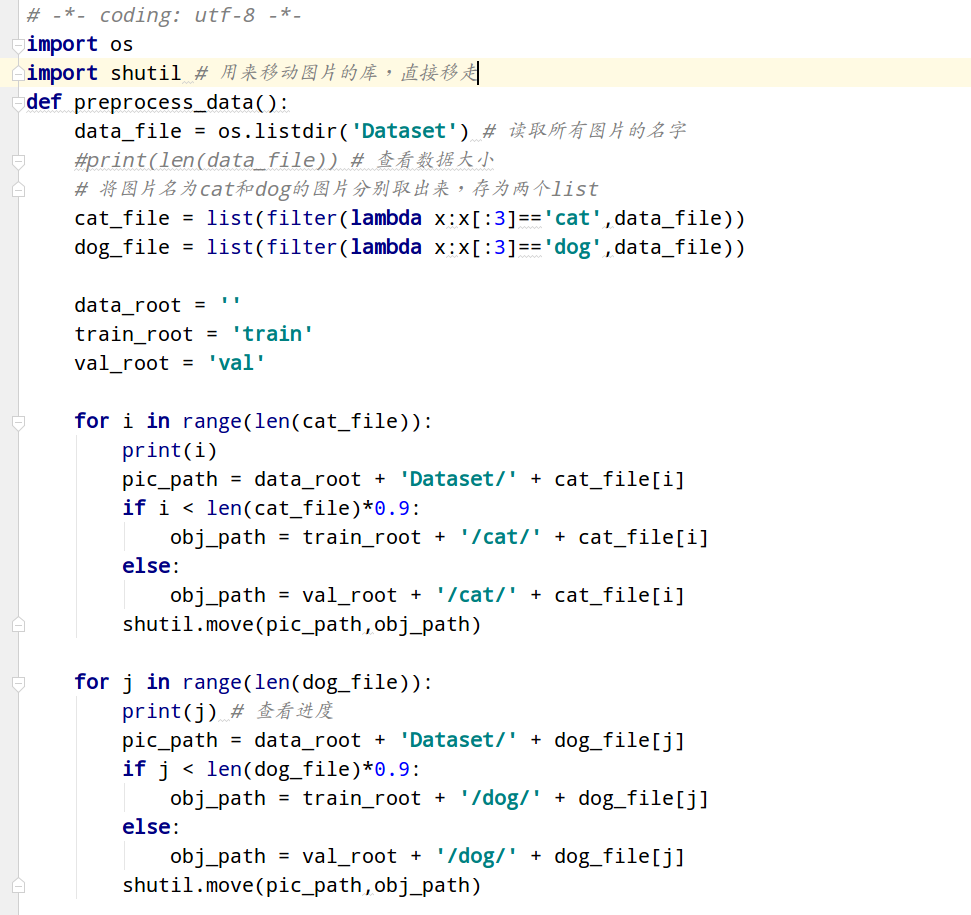 # -*- coding: utf-8 -*-
import os
import shutil # 用来移动图片的库，直接移走
def preprocess_data():
    data_file = os.listdir('Dataset') # 读取所有图片的名字
    #print(len(data_file)) # 查看数据大小
    # 将图片名为cat和dog的图片分别取出来，存为两个list
    cat_file = list(filter(lambda x:x[:3]=='cat',data_file))
    dog_file = list(filter(lambda x:x[:3]=='dog',data_file))

    data_root = ''
    train_root = 'train'
    val_root = 'val'

    for i in range(len(cat_file)):
        print(i)
        pic_path = data_root + 'Dataset/' + cat_file[i]
        if i < len(cat_file)*0.9:
            obj_path = train_root + '/cat/' + cat_file[i]
        else:
            obj_path = val_root + '/cat/' + cat_file[i]
        shutil.move(pic_path,obj_path)

    for j in range(len(dog_file)):
        print(j) # 查看进度
        pic_path = data_root + 'Dataset/' + dog_file[j]
        if j < len(dog_file)*0.9:
            obj_path = train_root + '/dog/' + dog_file[j]
        else:
            obj_path = val_root + '/dog/' + dog_file[j]
        shutil.move(pic_path,obj_path)